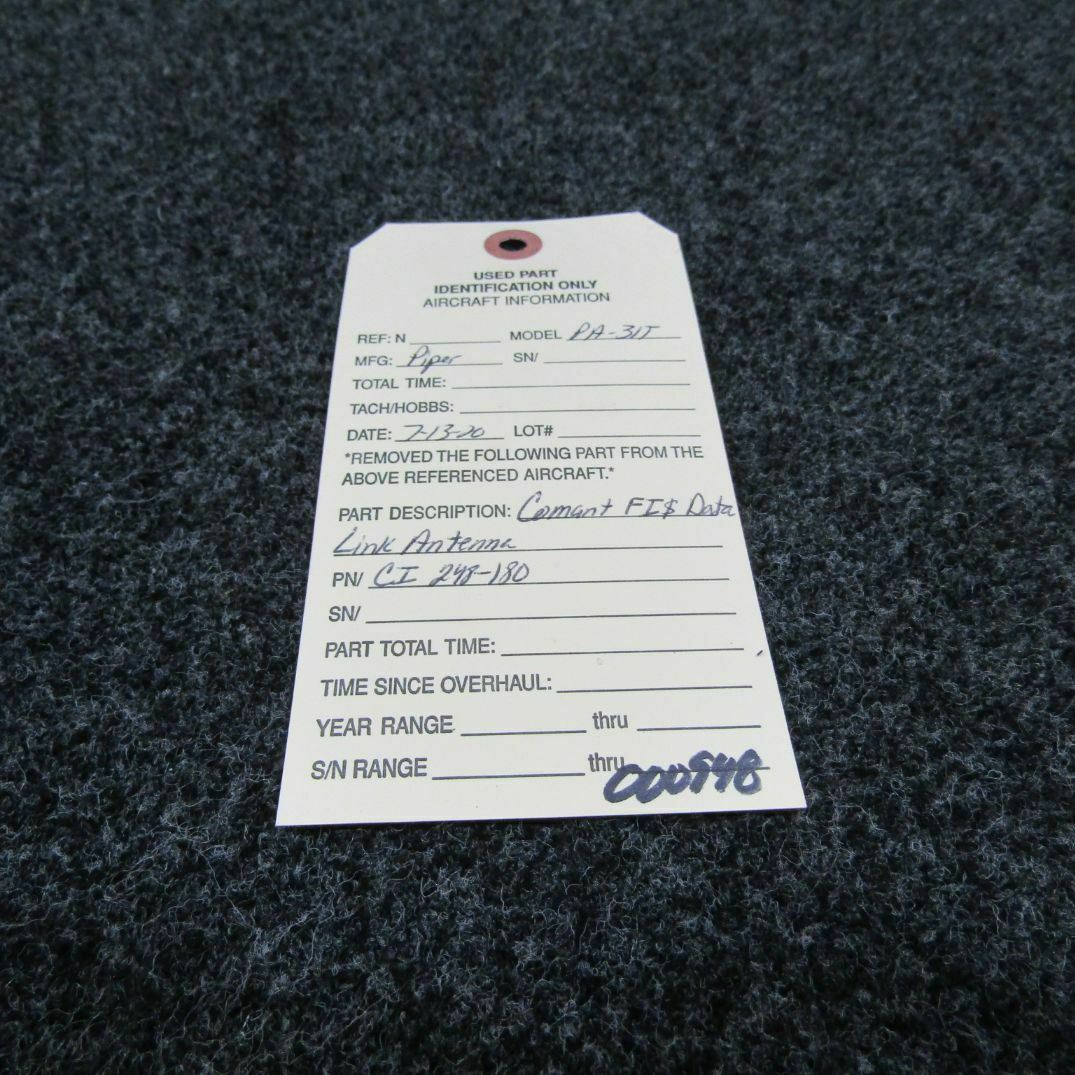 USED PART
IDENTIFICATION ONLY
AIRCRAFT INFORMATION
REF: N MODEL PA-31T
MFG: Piper SN/
TOTAL TIME:
TACH/HOBBS:
DATE: 7-13-20 LOT#
*REMOVED THE FOLLOWING PART FROM THE
ABOVE REFERENCED AIRCRAFT.*
PART DESCRIPTION: Comant FIS Data
Link Antenna
PN/ CI 248-180
SN/
PART TOTAL TIME:
TIME SINCE OVERHAUL:
YEAR RANGE thru
S/N RANGE thru 000948